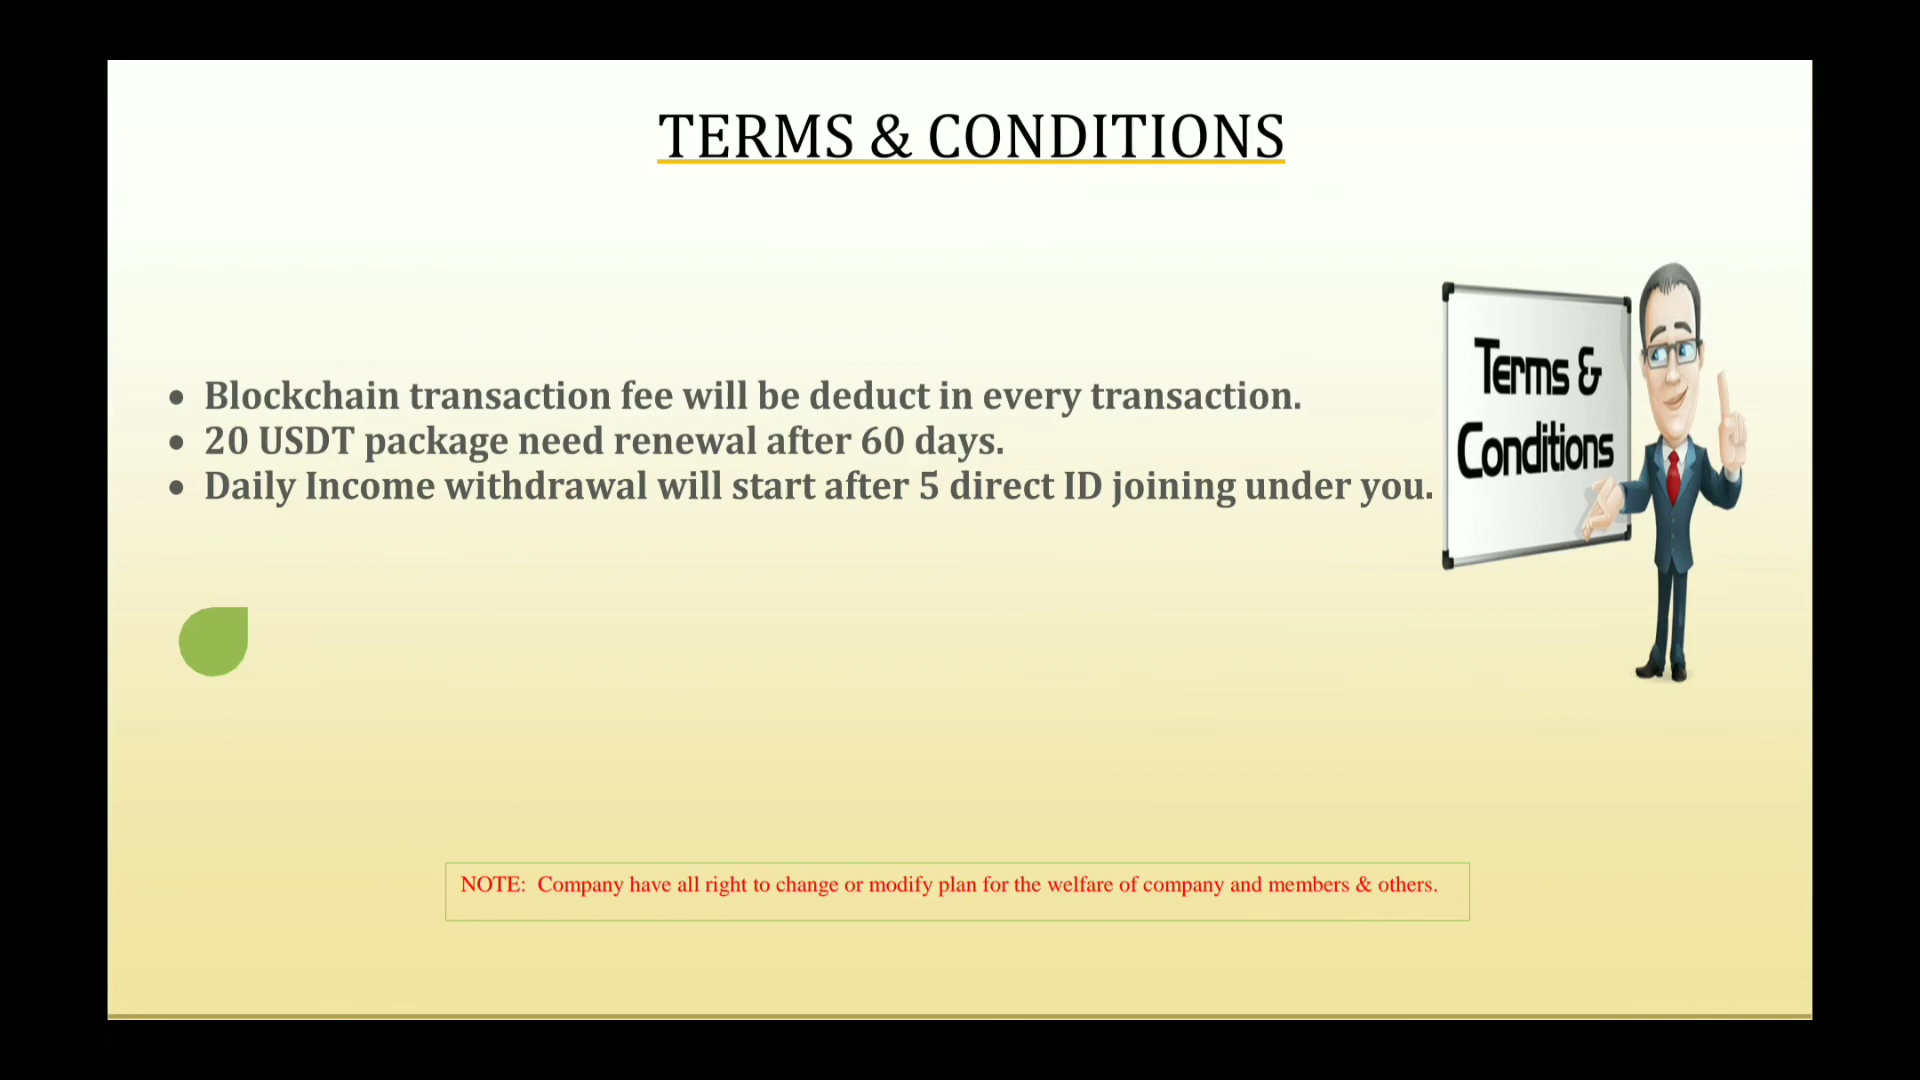 TERMS & CONDITIONS
• Blockchain transaction fee will be deduct in every transaction.
• 20 USDT package need renewal after 60 days.
• Daily Income withdrawal will start after 5 direct ID joining under you.
Terms &
Conditions
NOTE:  Company have all right to change or modify plan for the welfare of company and members & others.